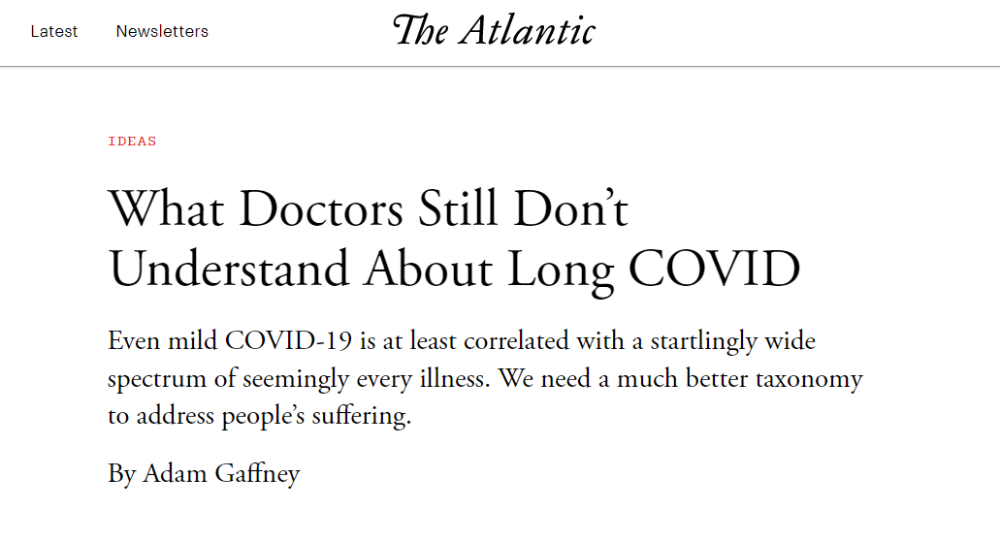 Latest Newsletters The Atlantic
IDEAS
What Doctors Still Don’t
Understand About Long COVID
Even mild COVID-19 is at least correlated with a startlingly wide
spectrum of seemingly every illness. We need a much better taxonomy
to address people’s suffering.
By Adam Gaffney